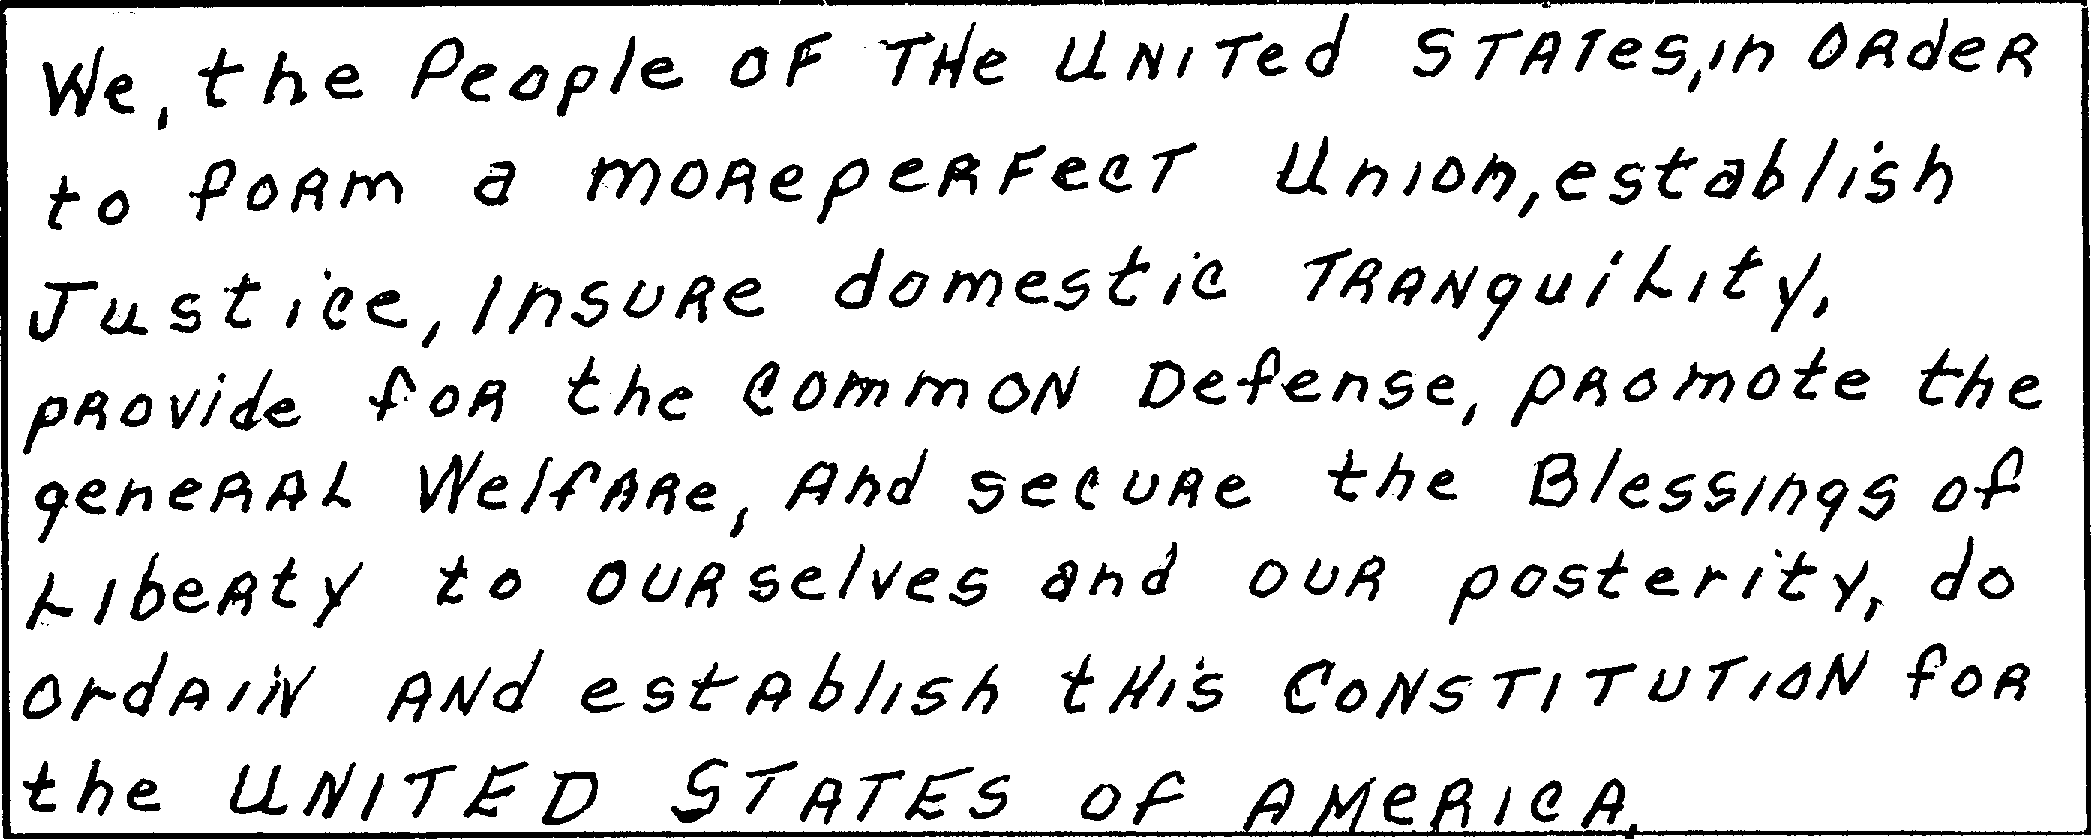 We, the People OF THe UNITed STATes,in ORdeR
to foRm a moRe peRFeCT Union, establish
Justice, InsURe domestic TRANquiLity,
pRovide foR the CommON Defense, pRomote the
geneRAL WelfARe, And secURe the Blessings of
LibeRty to OURselves and OUR posterity, do
OrdAiN ANd estAblish tHis CoNSTITUTION foR
the UNITED STATES of AMeRICA.